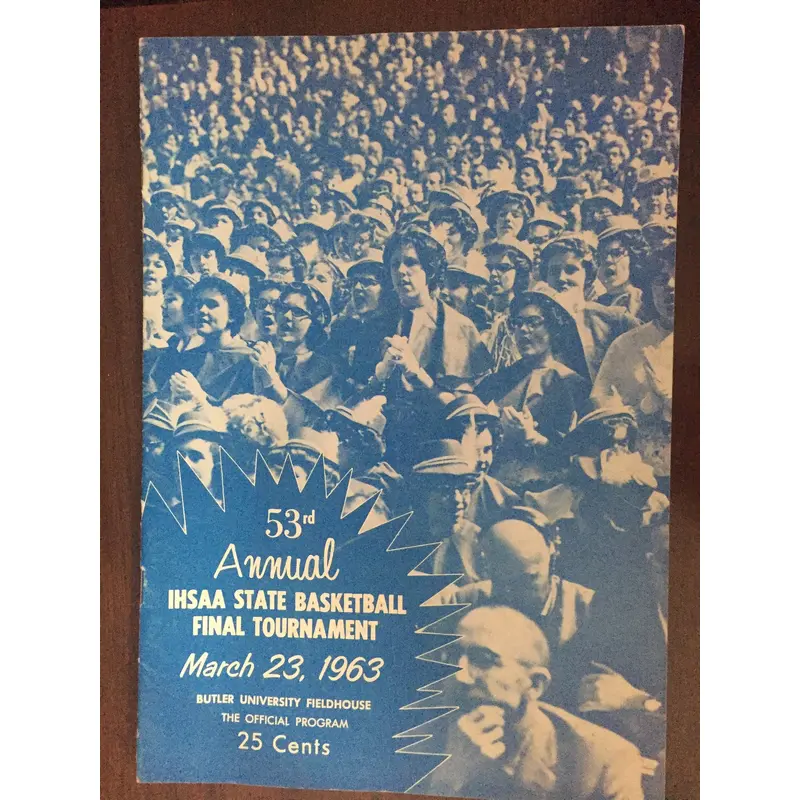 53rd
Annual
IHSAA STATE BASKETBALL
FINAL TOURNAMENT
March 23, 1963
BUTLER UNIVERSITY FIELDHOUSE
THE OFFICIAL PROGRAM
25 Cents